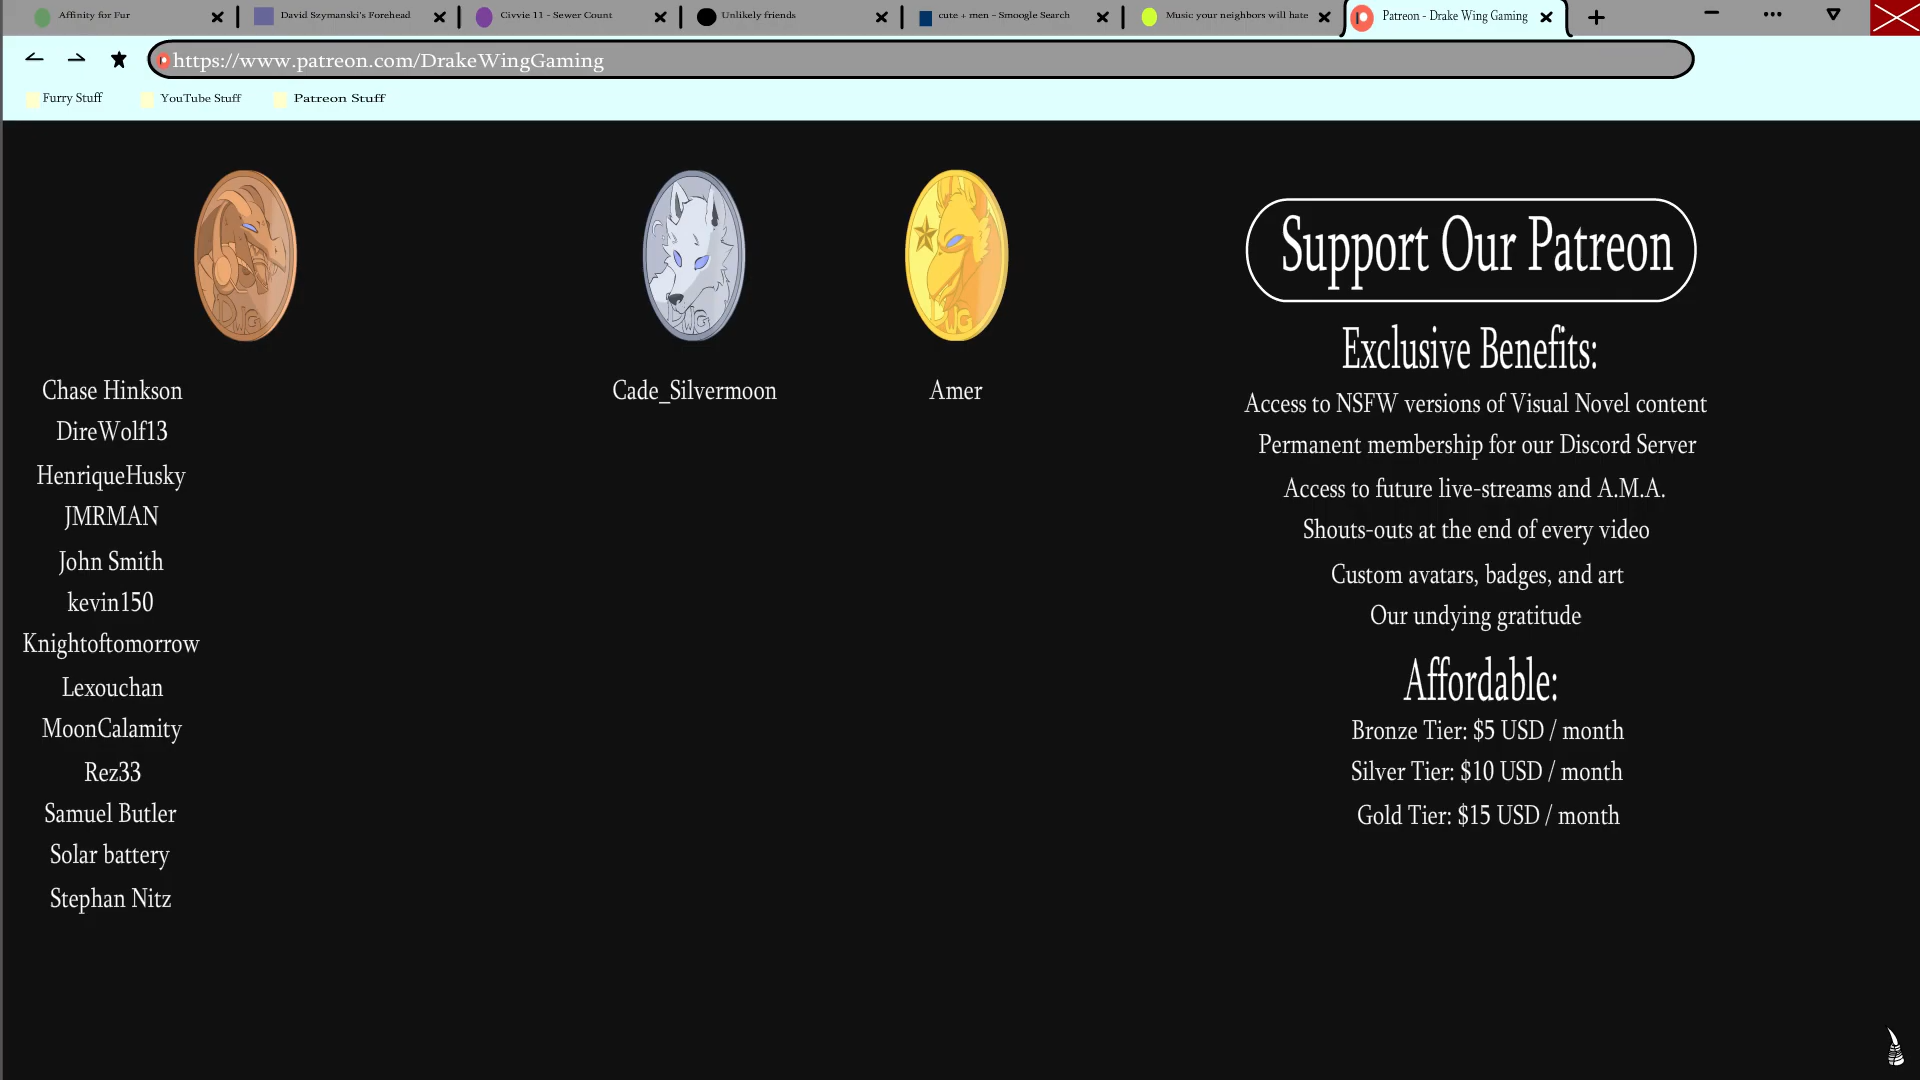 Affinity for Fur
David Szymanski's Forehead
Civvie 11 - Sewer Count
Unlikely friends
cute + men - Smoogle Search
Music your neighbors will hate
Patreon - Drake Wing Gaming
https://www.patreon.com/DrakeWingGaming
Furry Stuff
YouTube Stuff
Patreon Stuff
DWG
DWG
DWG
Chase Hinkson
DireWolf13
HenriqueHusky
JMRMAN
John Smith
kevin150
Knightoftomorrow
Lexouchan
MoonCalamity
Rez33
Samuel Butler
Solar battery
Stephan Nitz
Cade_Silvermoon
Amer
Support Our Patreon
Exclusive Benefits:
Access to NSFW versions of Visual Novel content
Permanent membership for our Discord Server
Access to future live-streams and A.M.A.
Shouts-outs at the end of every video
Custom avatars, badges, and art
Our undying gratitude
Affordable:
Bronze Tier: $5 USD / month
Silver Tier: $10 USD / month
Gold Tier: $15 USD / month